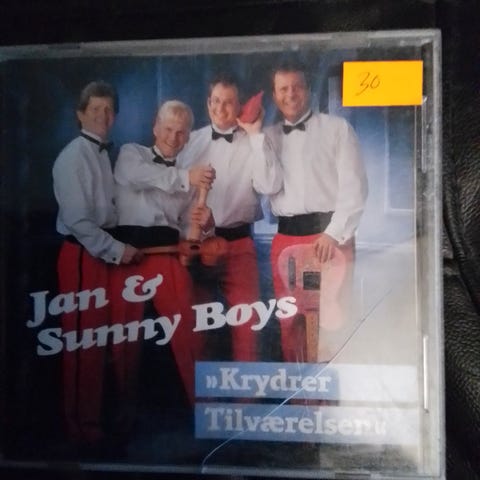 30
Jan &
Sunny Boys
»Krydrer
Tilværelsen«